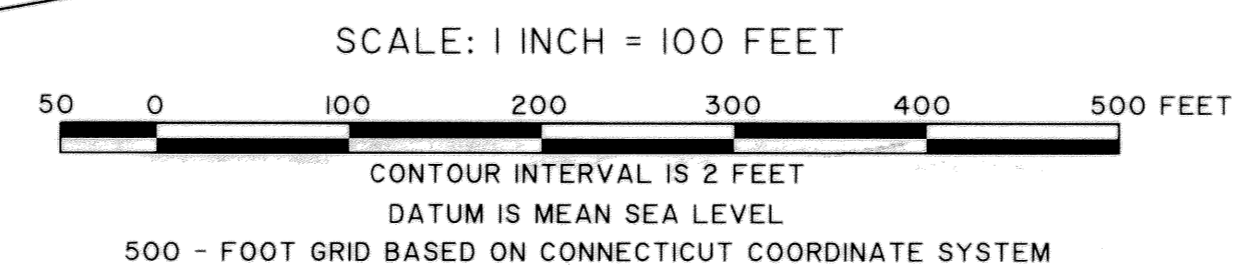 SCALE: 1 INCH = 100 FEET
50 0 100 200 300 400 500 FEET
CONTOUR INTERVAL IS 2 FEET
DATUM IS MEAN SEA LEVEL
500 - FOOT GRID BASED ON CONNECTICUT COORDINATE SYSTEM